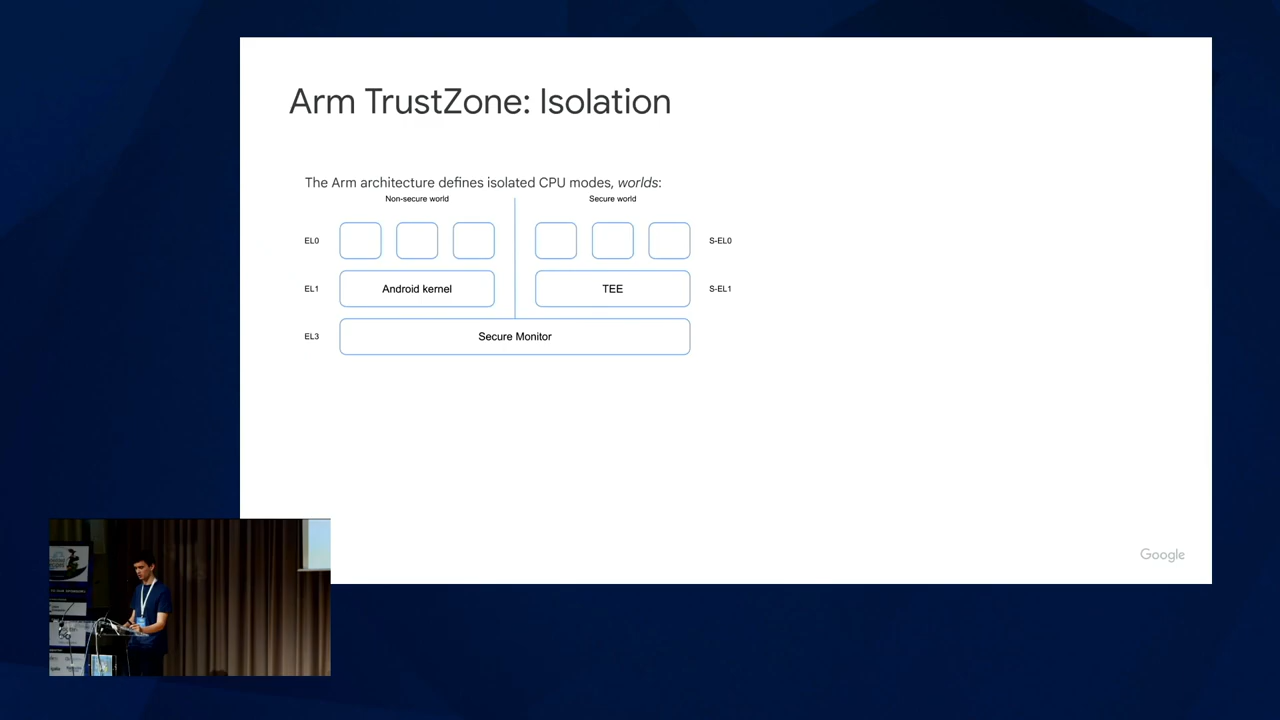 Arm TrustZone: Isolation
The Arm architecture defines isolated CPU modes, worlds:
Non-secure world
Secure world
EL0
S-EL0
EL1
Android kernel
TEE
S-EL1
EL3
Secure Monitor
Google